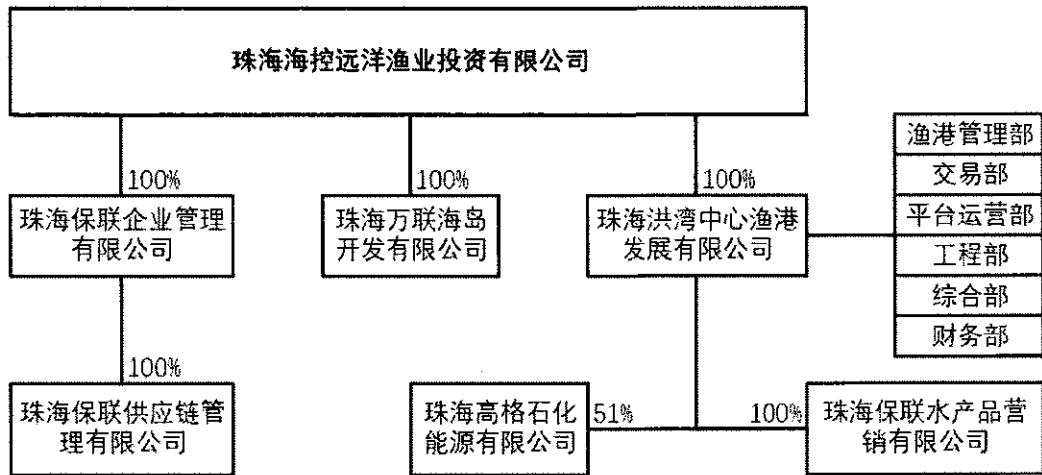 珠海海控远洋渔业投资有限公司
100%
100%
100%
珠海保联企业管理
有限公司
珠海万联海岛
开发有限公司
珠海洪湾中心渔港
发展有限公司
渔港管理部
交易部
平台运营部
工程部
综合部
财务部
100%
珠海保联供应链管
理有限公司
珠海高格石化
能源有限公司
51%
100%
珠海保联水产品营
销有限公司